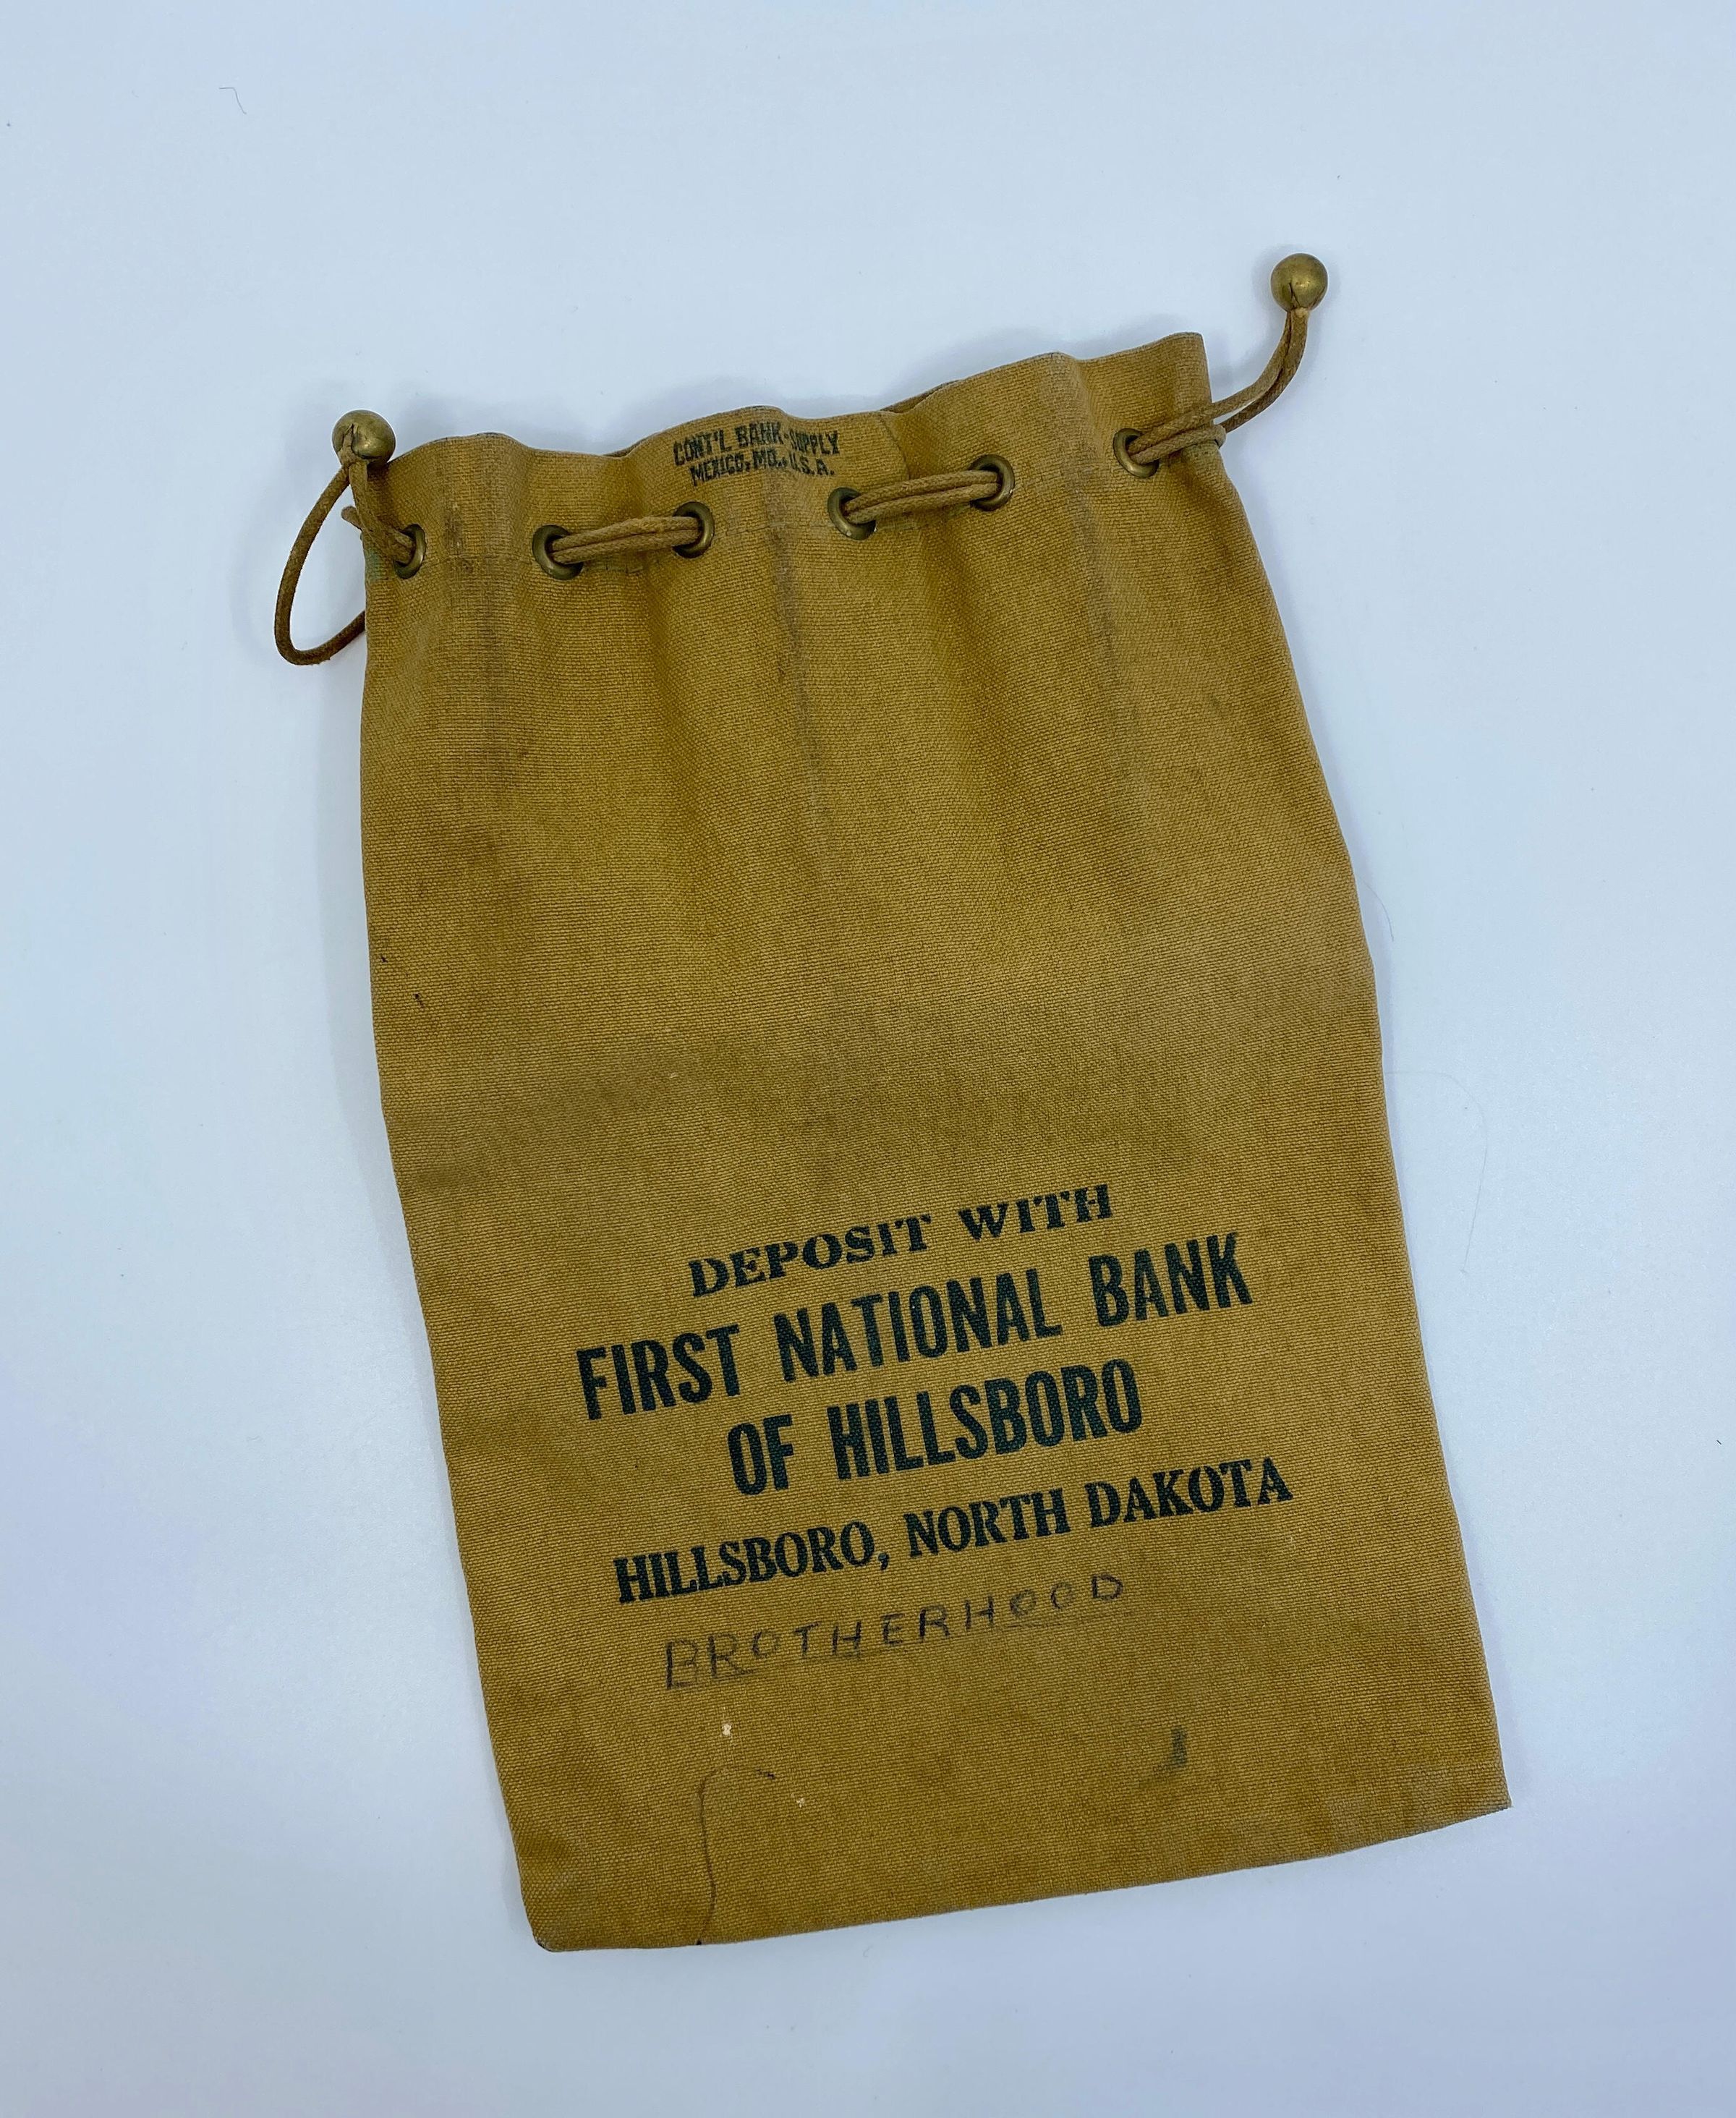 CONT'L BANK-SUPPLY
MEXICO, MO., U.S.A.
DEPOSIT WITH
FIRST NATIONAL BANK
OF HILLSBORO
HILLSBORO, NORTH DAKOTA
BROTHERHOOD